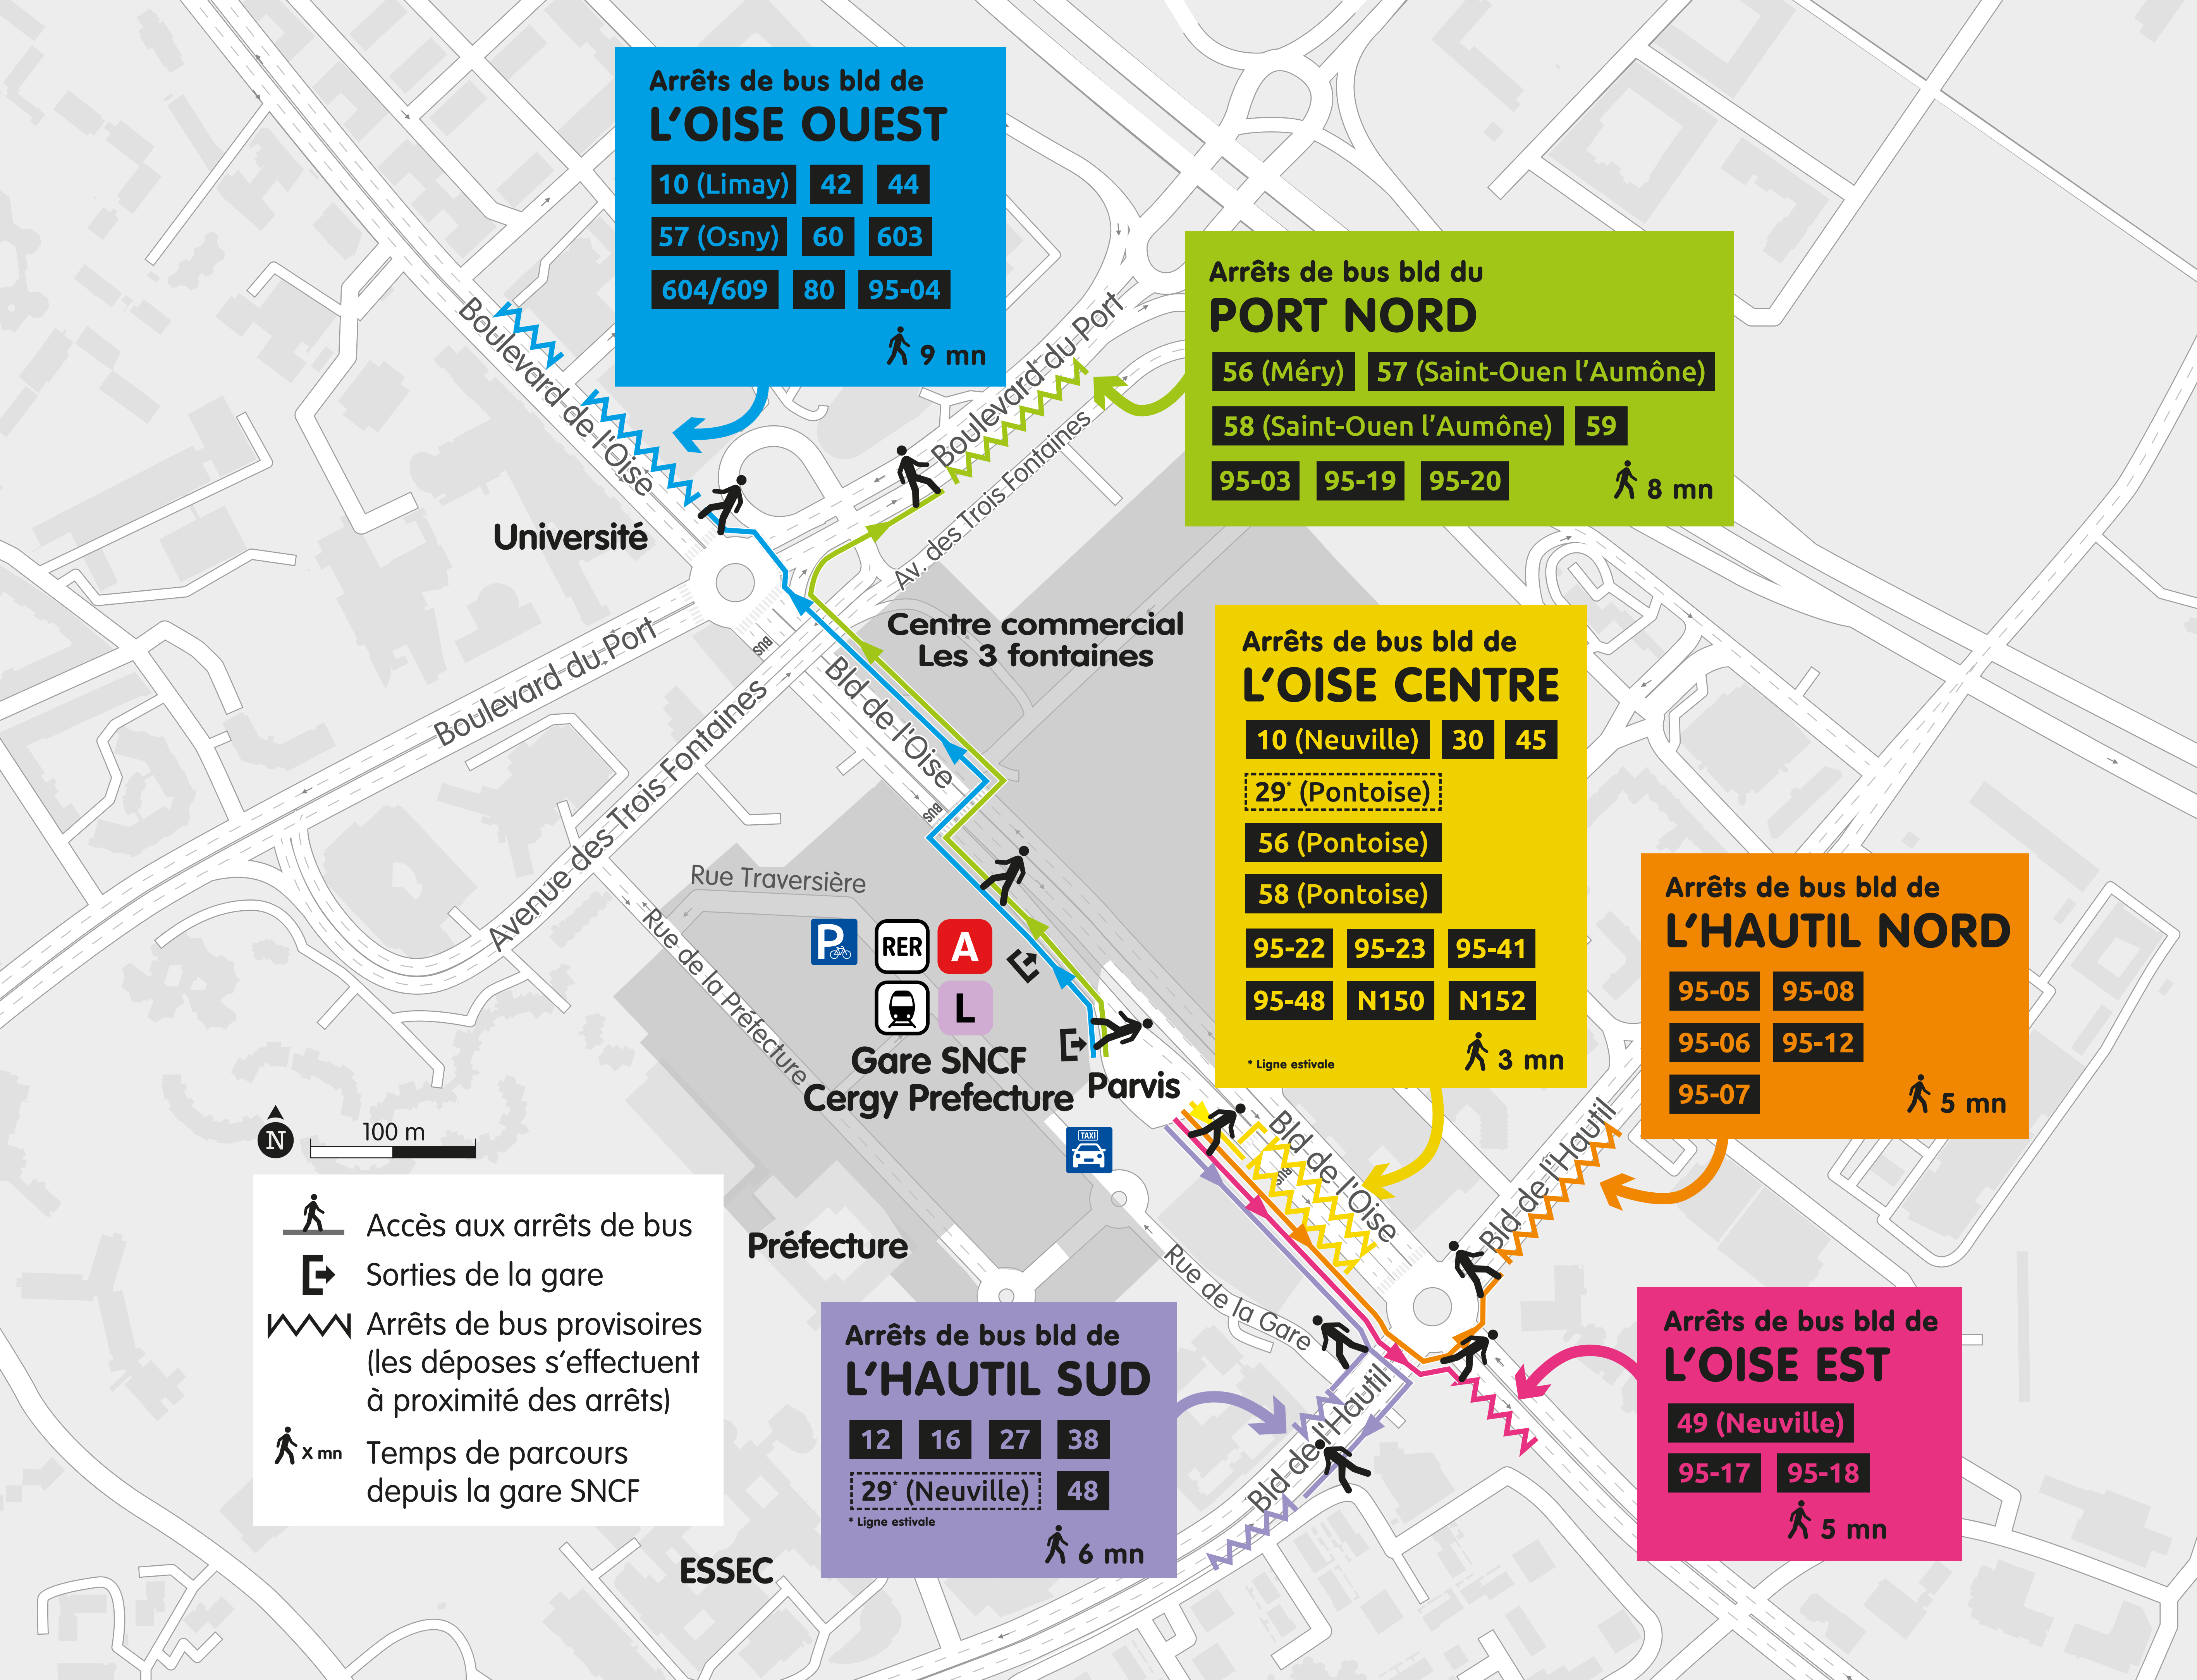 Arrêts de bus bld de
L'OISE OUEST
10 (Limay) 42 44
57 (Osny) 60 603
604/609 80 95-04
9 mn
Arrêts de bus bld du
PORT NORD
56 (Méry) 57 (Saint-Ouen l'Aumône)
58 (Saint-Ouen l'Aumône) 59
95-03 95-19 95-20
8 mn
Boulevard de l'Oise
Boulevard du Port
Av. des Trois Fontaines
Université
Centre commercial
Les 3 fontaines
BUS
Boulevard du Port
Bld de l'Oise
Avenue des Trois Fontaines
BUS
Arrêts de bus bld de
L'OISE CENTRE
10 (Neuville) 30 45
29* (Pontoise)
56 (Pontoise)
58 (Pontoise)
95-22 95-23 95-41
95-48 N150 N152
* Ligne estivale
3 mn
Arrêts de bus bld de
L'HAUTIL NORD
95-05 95-08
95-06 95-12
95-07
5 mn
Rue Traversière
Rue de la Préfecture
P RER A
L
Gare SNCF
Cergy Prefecture
Parvis
TAXI
Bld de l'Oise
BUS
Bld de l'Hautil
N
100 m
Accès aux arrêts de bus
Sorties de la gare
Arrêts de bus provisoires
(les déposes s'effectuent
à proximité des arrêts)
x mn Temps de parcours
depuis la gare SNCF
Préfecture
Rue de la Gare
Arrêts de bus bld de
L'HAUTIL SUD
12 16 27 38
29* (Neuville) 48
* Ligne estivale
6 mn
Bld de l'Hautil
Bld de l'Hautil
Arrêts de bus bld de
L'OISE EST
49 (Neuville)
95-17 95-18
5 mn
ESSEC